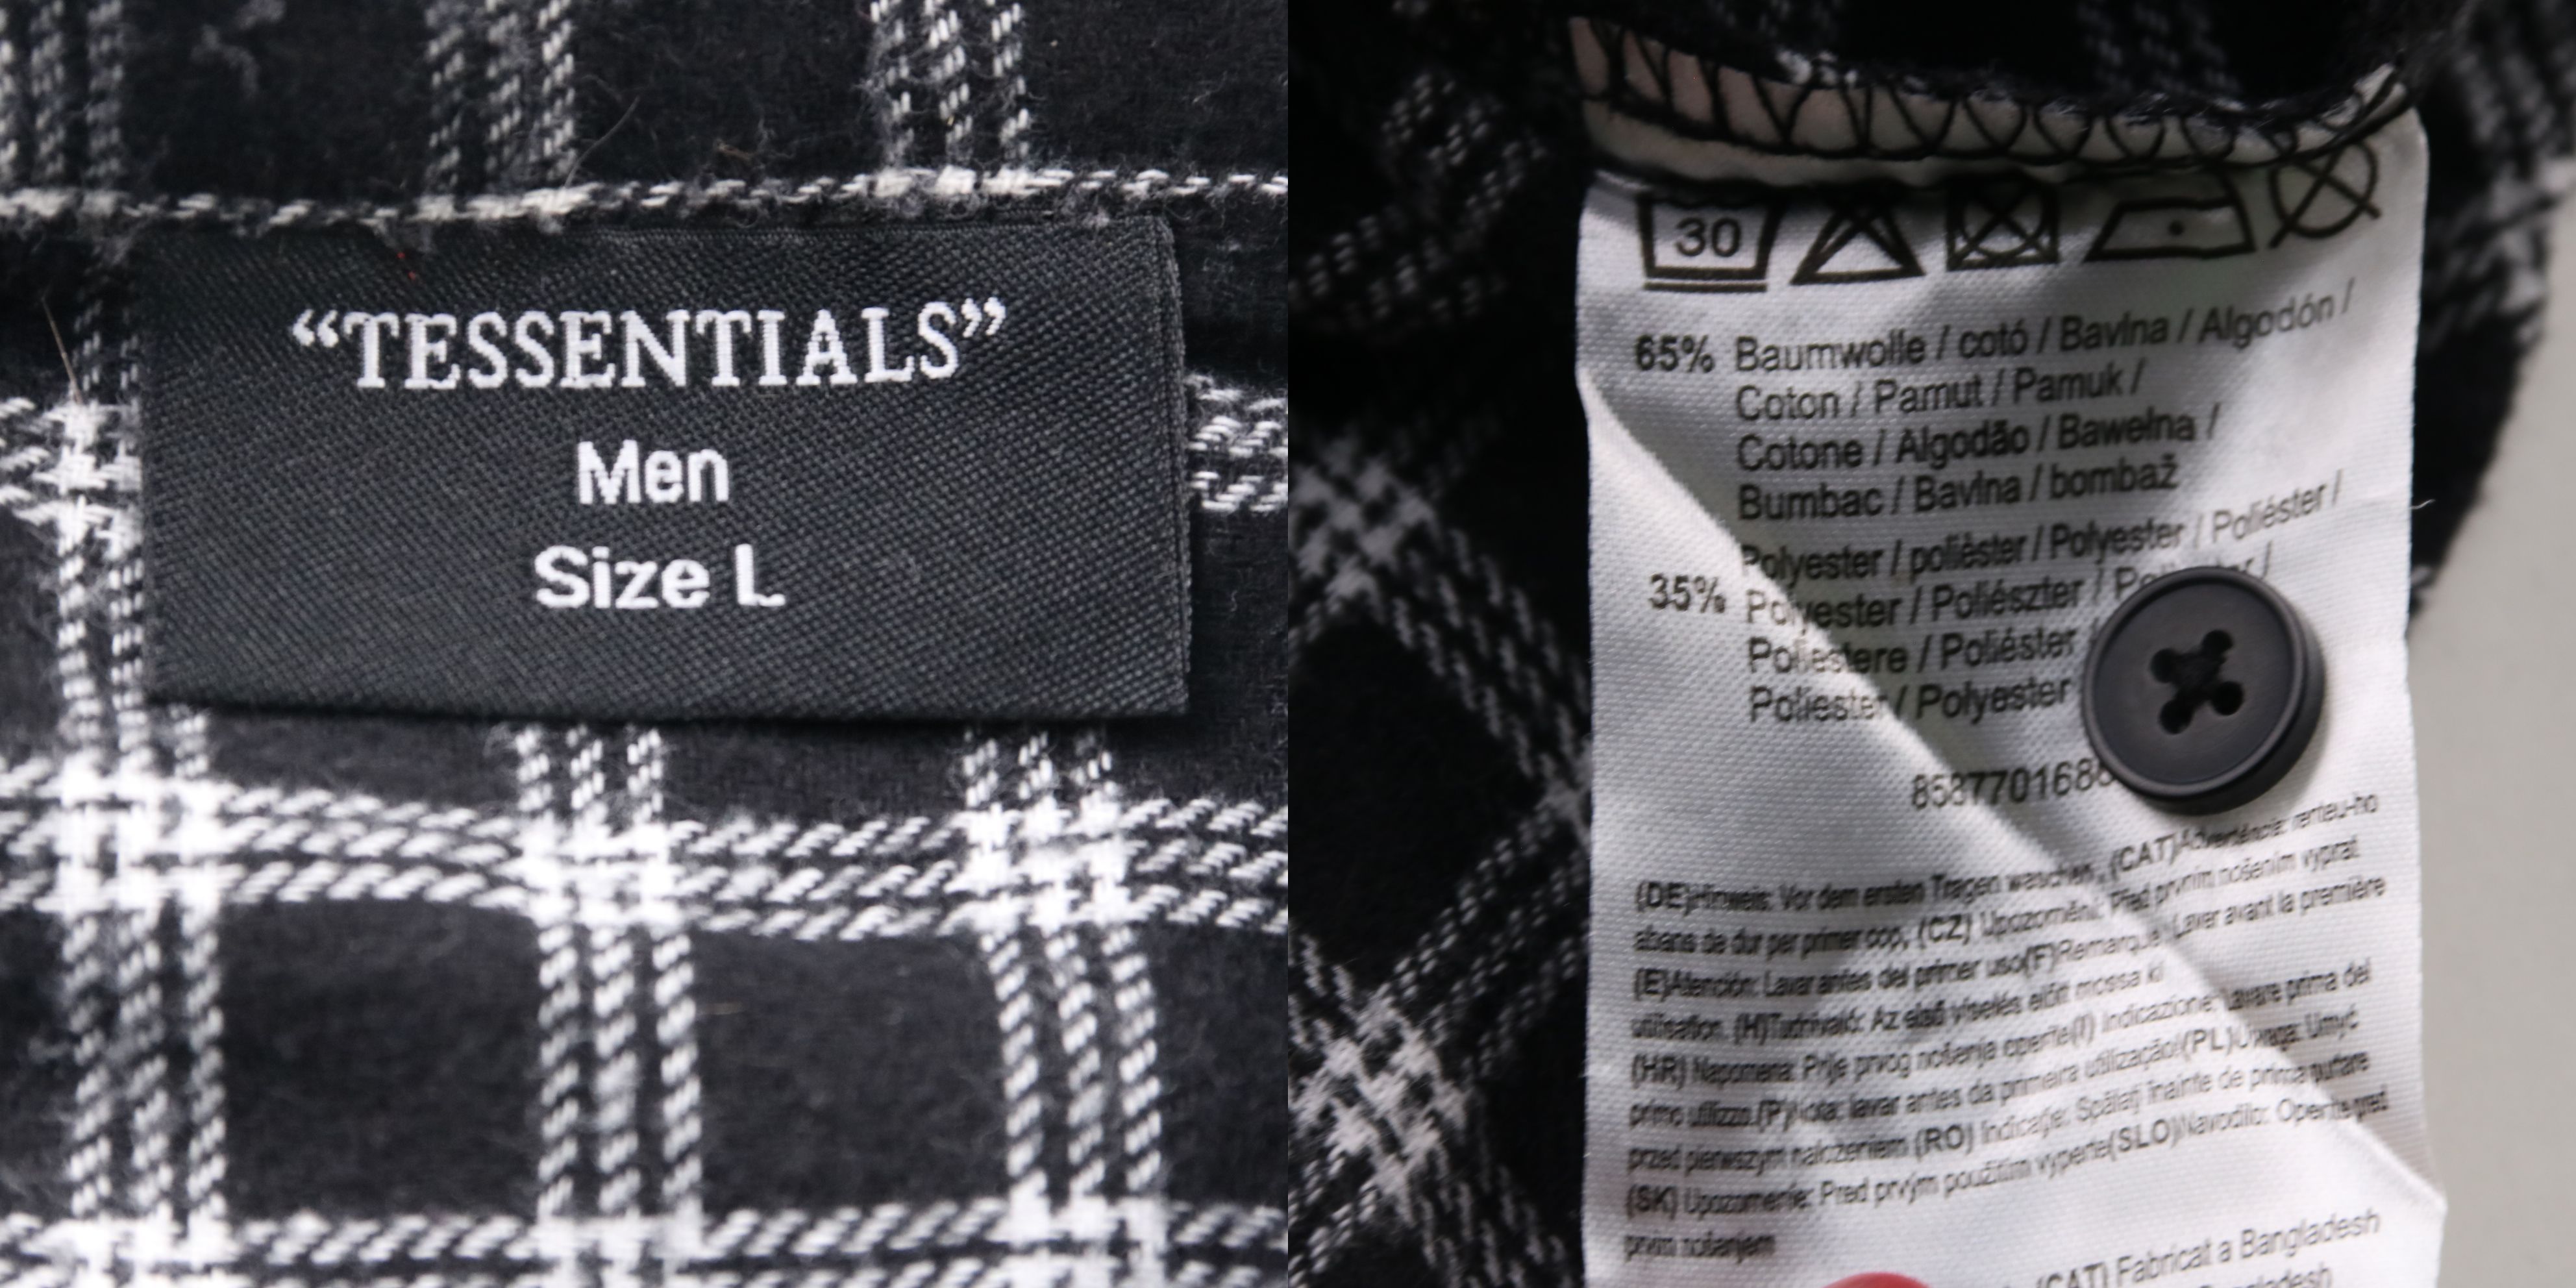 “TESSENTIALS”
Men
Size L
30
65% Baumwolle / cotó / Bavlna / Algodón /
Coton / Pamut / Pamuk /
Cotone / Algodão / Bawełna /
Bumbac / Bavlna / bombaž
Polyester / polièster / Polyester / Poliéster /
35% Polyester / Poliészter /
Poliestere / Poliéster
Poliester / Polyester
(DE)Hinweis: Vor dem ersten Tragen waschen, (CAT)Advertència: renteu-ho
abans de dur per primer cop, (CZ) Upozornění: Před prvním nošením vyprat
(E)Atención: Lavar antes del primer uso(F)Remarque: Laver avant la première
utilisation. (H)Tudnivaló: Az első viselés előtt mossa ki
(HR) Napomena: Prije prvog nošenja operite(I) Indicazione: Lavare prima del
primo utilizzo.(P)Nota: lavar antes da primeira utilização!(PL)Uwaga: Umyć
przed pierwszym nałożeniem (RO) Indicaţie: Spălaţi înainte de prima purtare
(SK) Upozornenie: Pred prvým použitím vyperte(SLO)Navodilo: Operite pred
prvim nošenjem
(CAT) Fabricat a Bangladesh
Bangladesh